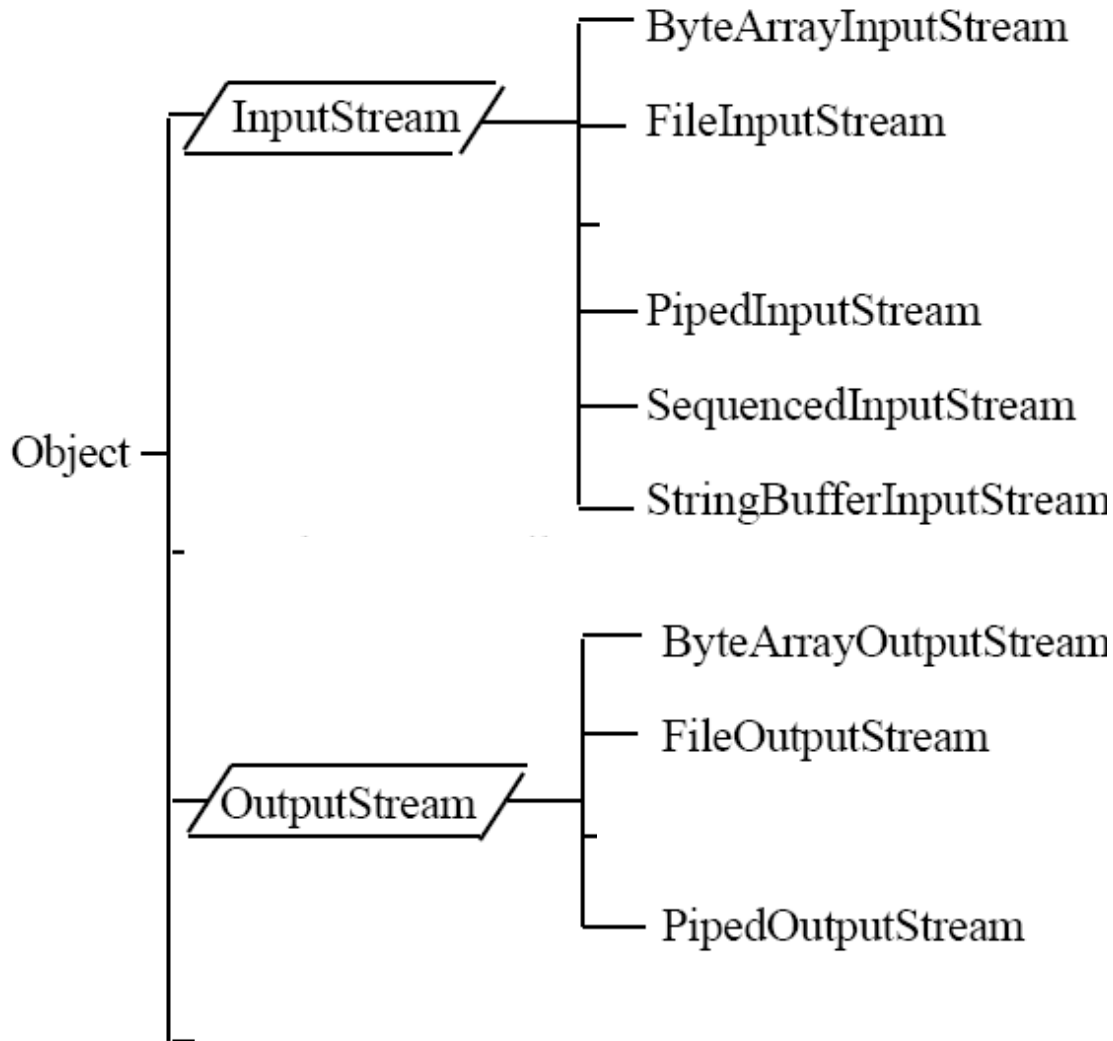 ByteArrayInputStream
InputStream
FileInputStream
PipedInputStream
SequencedInputStream
Object
StringBufferInputStream
ByteArrayOutputStream
FileOutputStream
OutputStream
PipedOutputStream